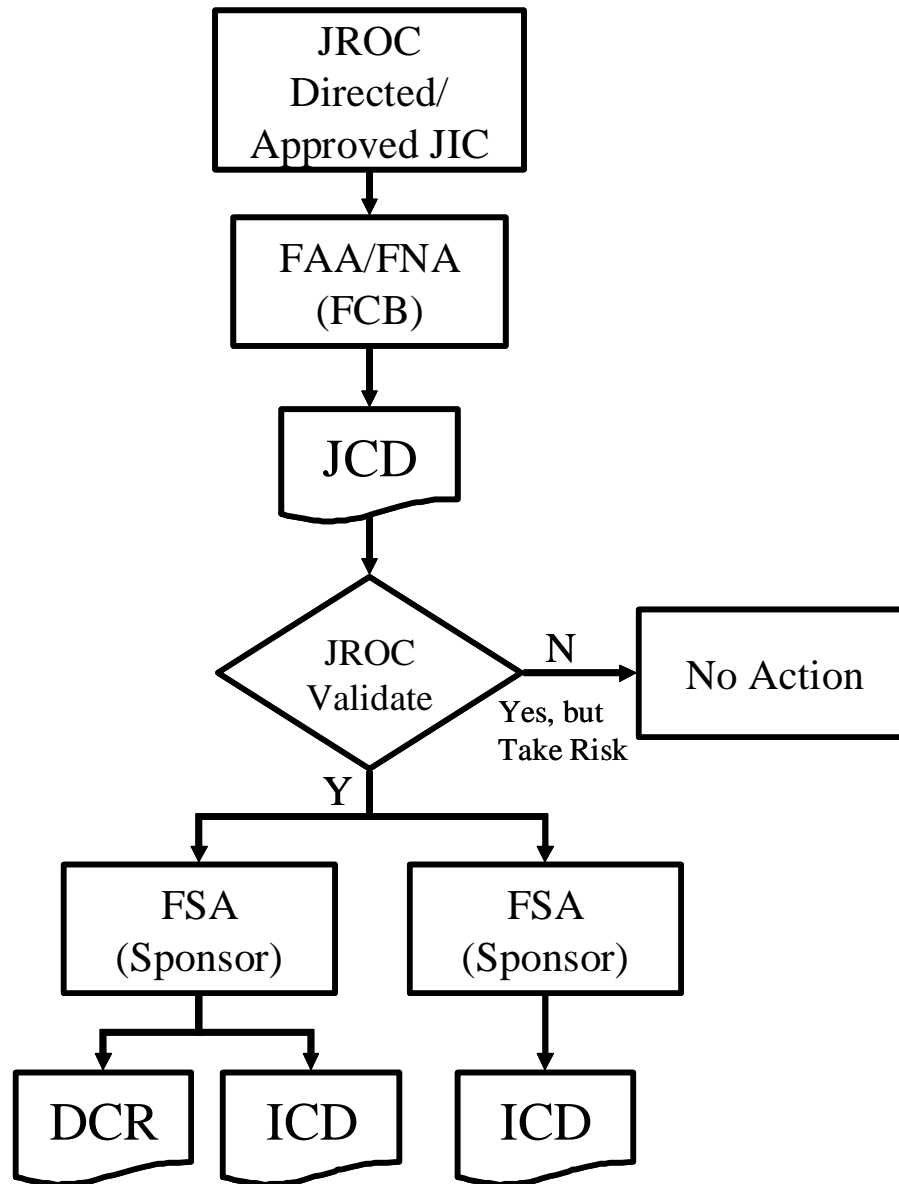 JROC
Directed/
Approved JIC
FAA/FNA
(FCB)
JCD
JROC
Validate
N
Yes, but
Take Risk
No Action
Y
FSA
(Sponsor)
FSA
(Sponsor)
DCR
ICD
ICD